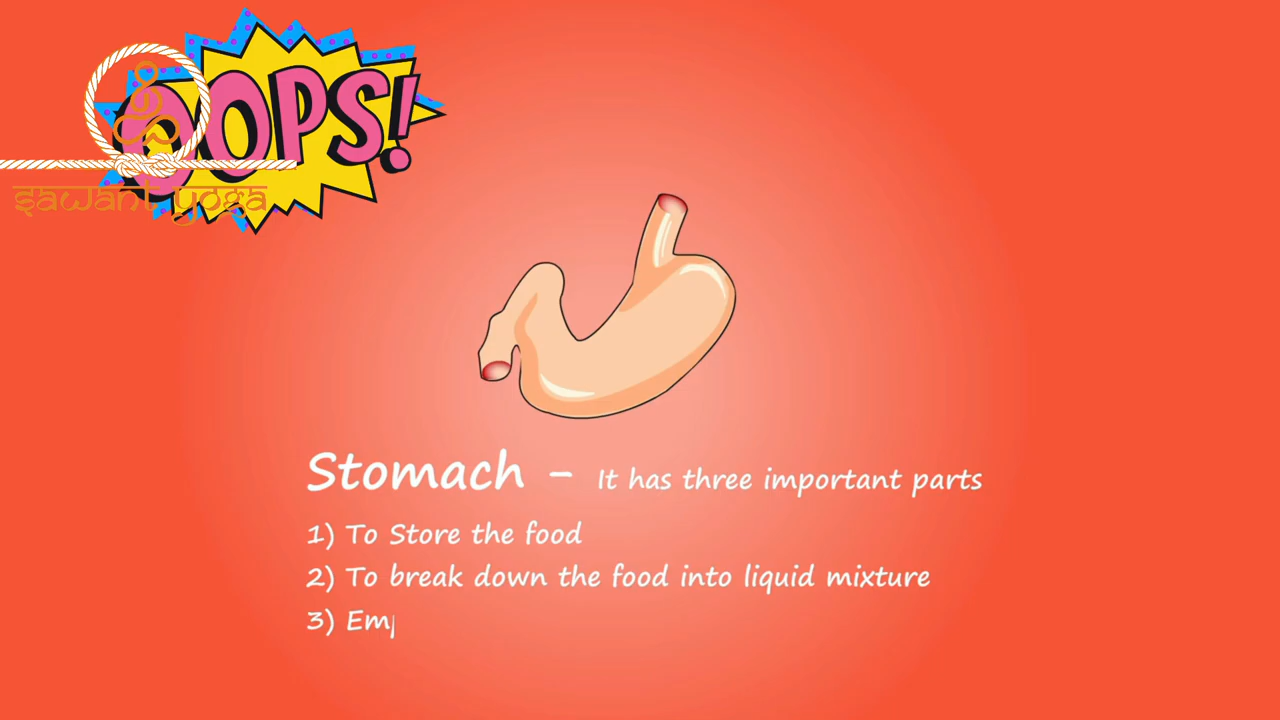 OOPS!
sawant yoga
Stomach - It has three important parts
1) To Store the food
2) To break down the food into liquid mixture
3) Em